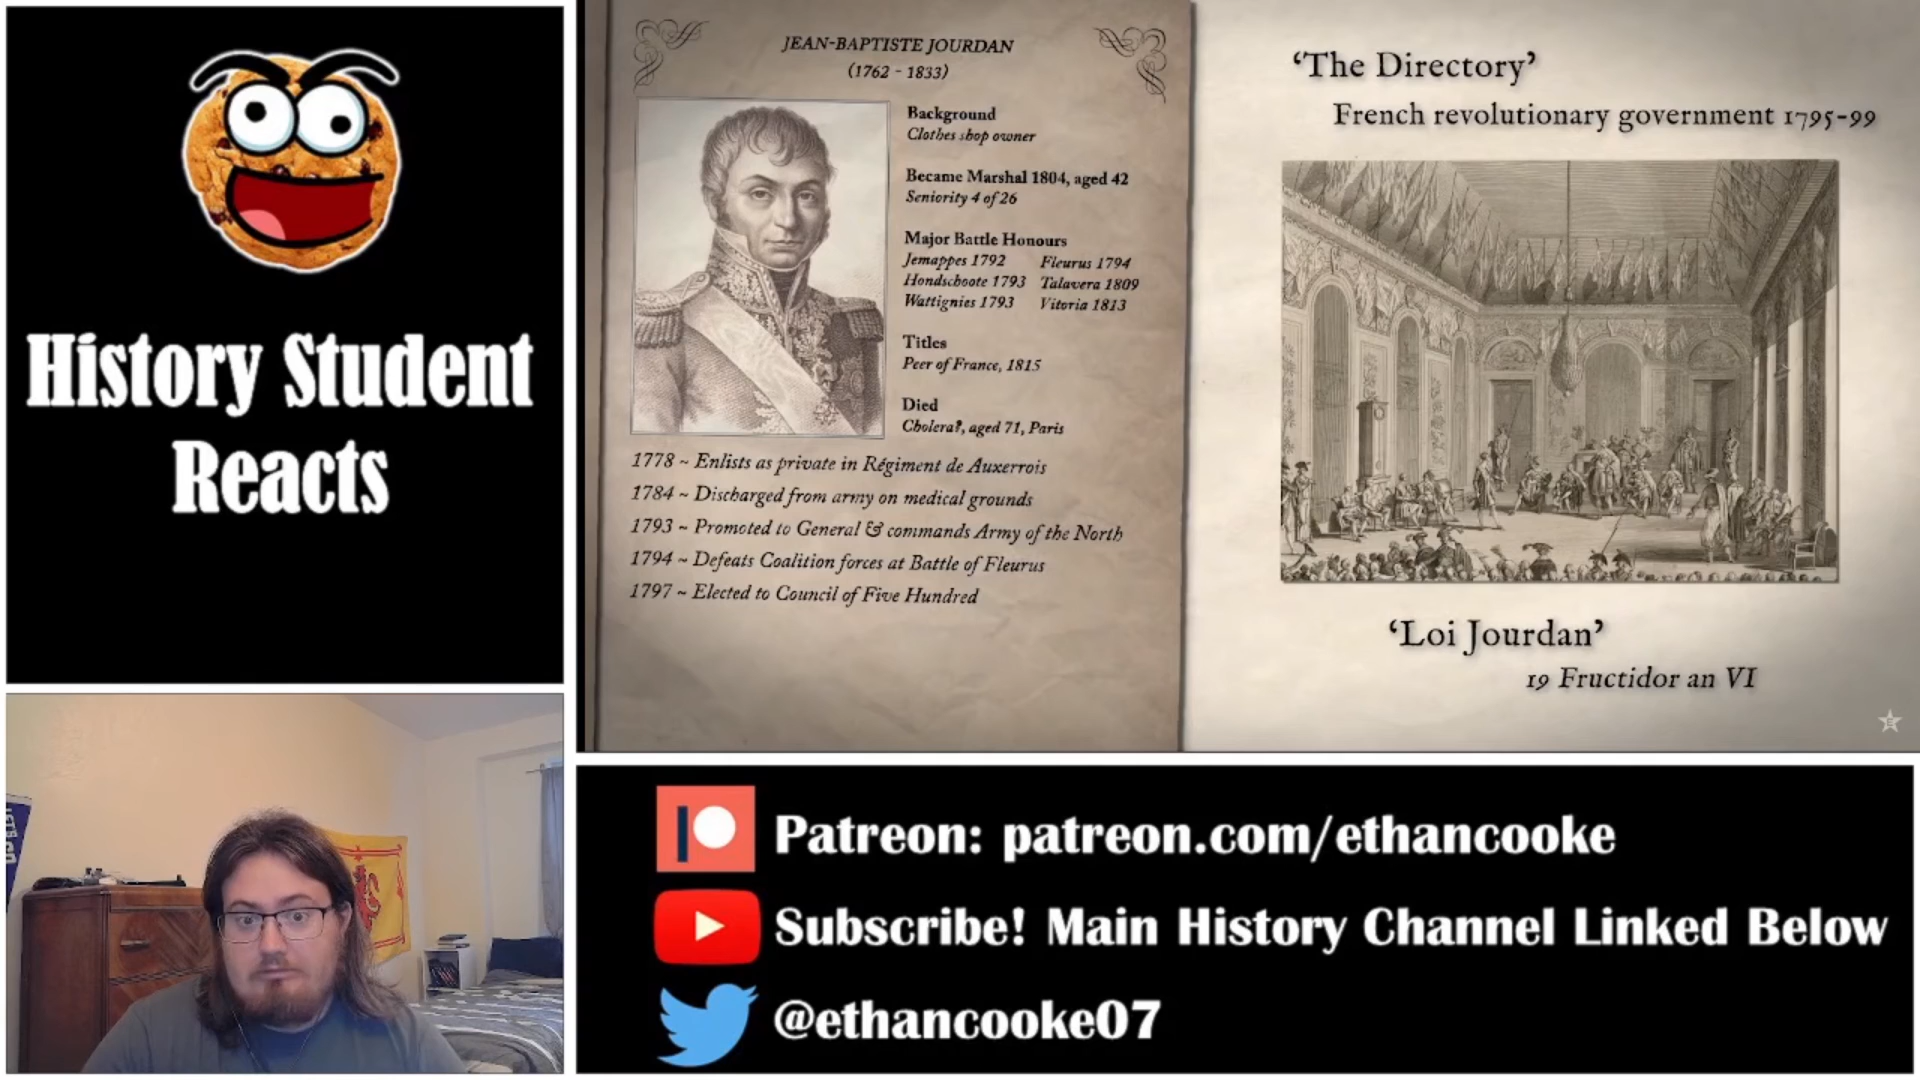 History Student
Reacts
JEAN-BAPTISTE JOURDAN
(1762 - 1833)
Background
Clothes shop owner
Became Marshal 1804, aged 42
Seniority 4 of 26
Major Battle Honours
Jemappes 1792 Fleurus 1794
Hondschoote 1793 Talavera 1809
Wattignies 1793 Vitoria 1813
Titles
Peer of France, 1815
Died
Cholera?, aged 71, Paris
1778 ~ Enlists as private in Régiment de Auxerrois
1784 ~ Discharged from army on medical grounds
1793 ~ Promoted to General & commands Army of the North
1794 ~ Defeats Coalition forces at Battle of Fleurus
1797 ~ Elected to Council of Five Hundred
‘The Directory’
French revolutionary government 1795-99
‘Loi Jourdan’
19 Fructidor an VI
Patreon: patreon.com/ethancooke
Subscribe! Main History Channel Linked Below
@ethancooke07